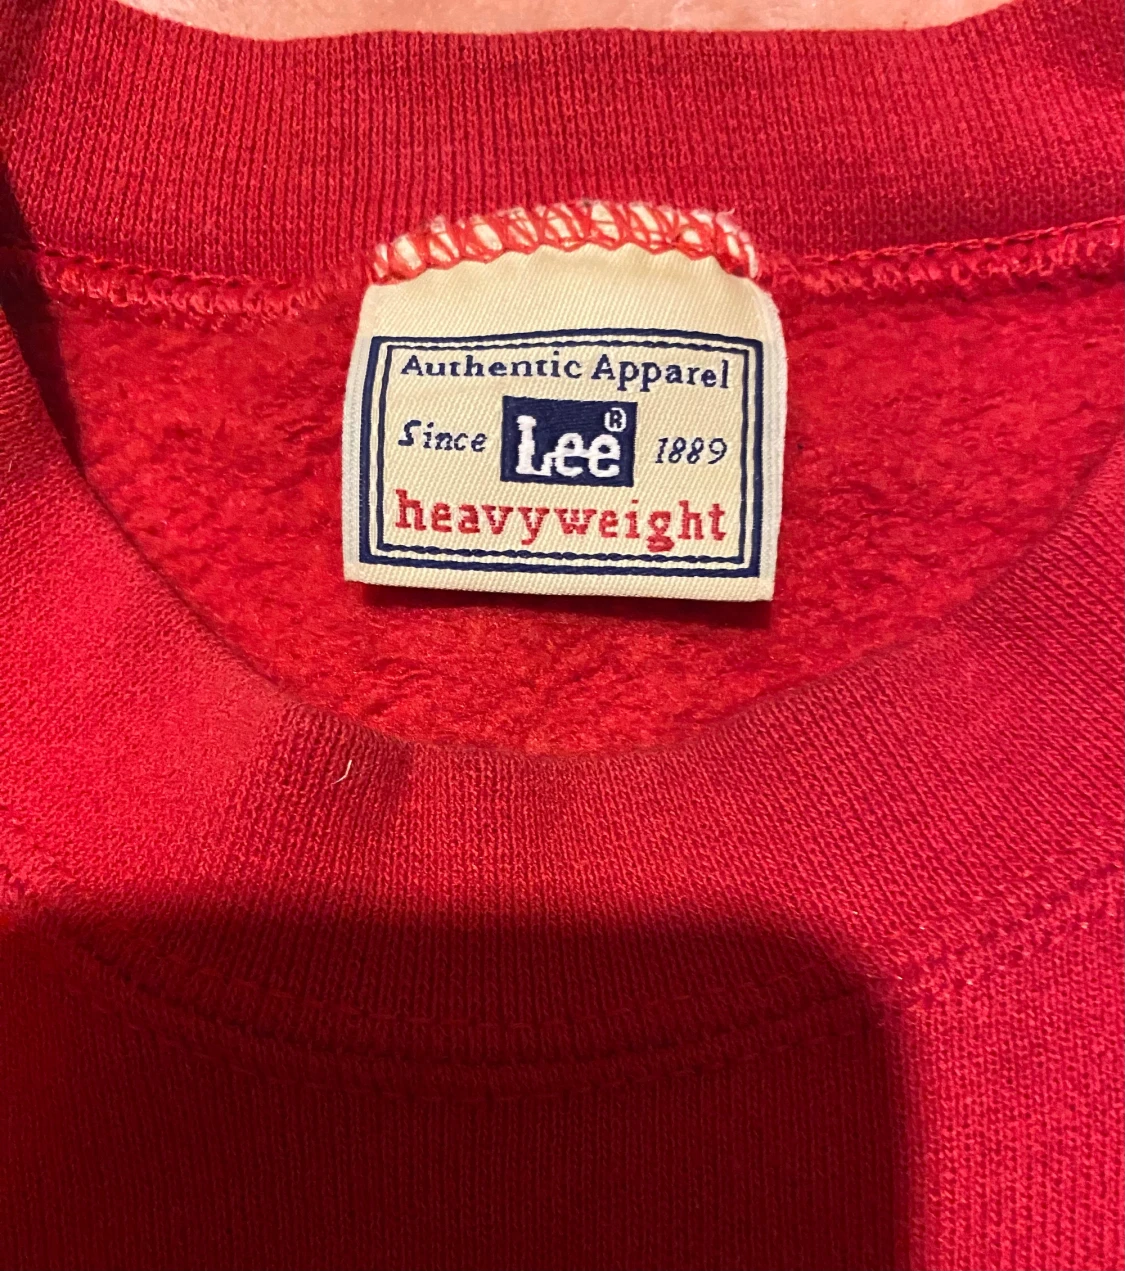 Authentic Apparel
Since Lee® 1889
heavyweight